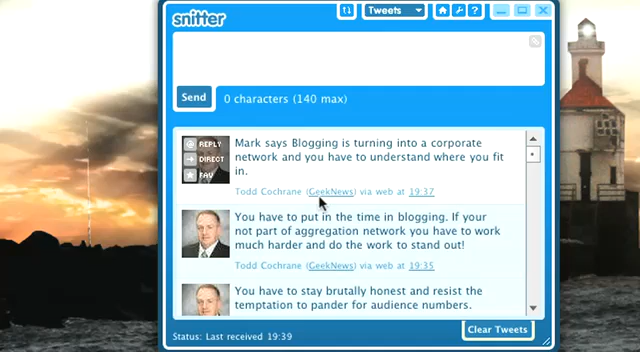 snitter
Tweets
?
Send
0 characters (140 max)
REPLY
DIRECT
FAV
Mark says Blogging is turning into a corporate
network and you have to understand where you fit
in.
Todd Cochrane (GeekNews) via web at 19:37
You have to put in the time in blogging. If your
not part of aggregation network you have to work
much harder and do the work to stand out!
Todd Cochrane (GeekNews) via web at 19:35
You have to stay brutally honest and resist the
temptation to pander for audience numbers.
Status: Last received 19:39
Clear Tweets